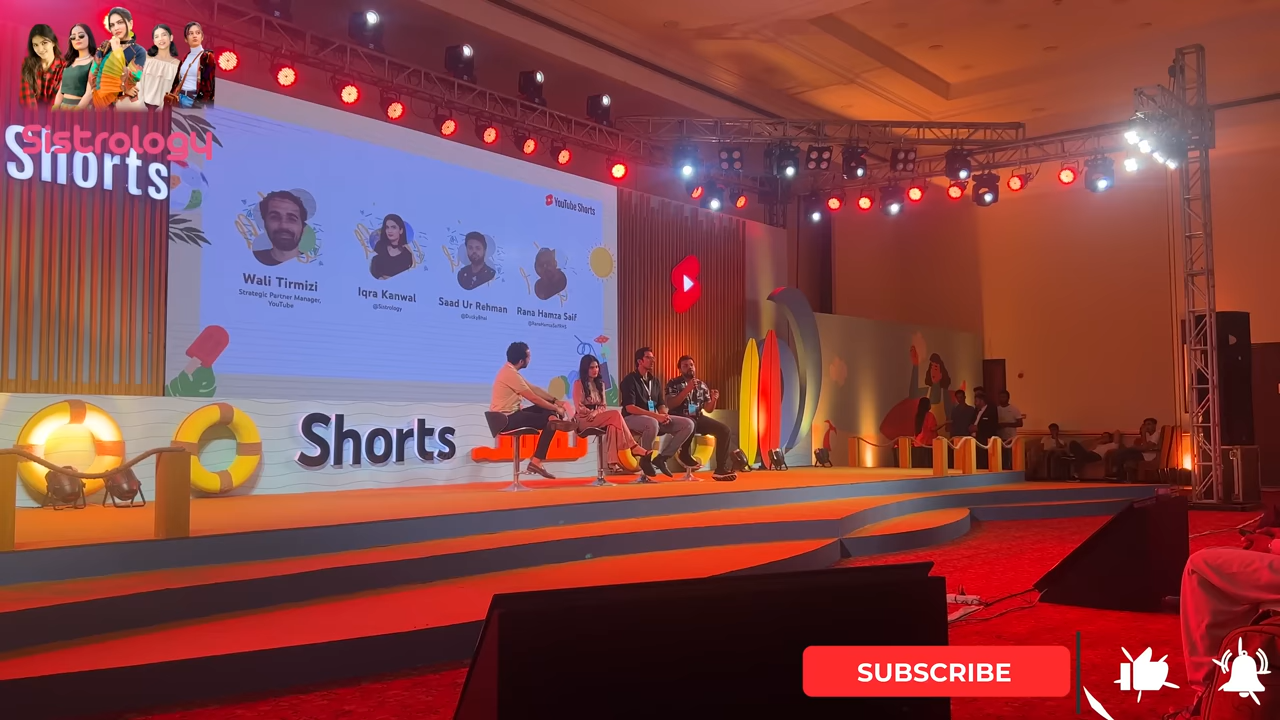 Sistrology
Shorts
YouTube Shorts
Wali Tirmizi
Strategic Partner Manager,
YouTube
Iqra Kanwal
@Sistrology
Saad Ur Rehman
@DuckyBhai
Rana Hamza Saif
Shorts
SUBSCRIBE